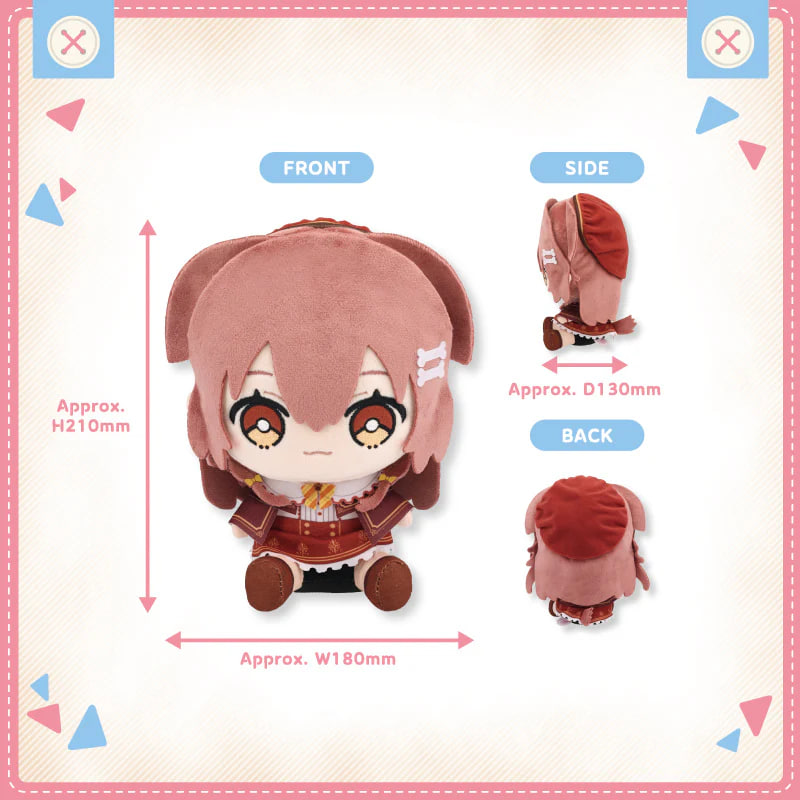 FRONT
SIDE
Approx.
H210mm
Approx. D130mm
BACK
Approx. W180mm